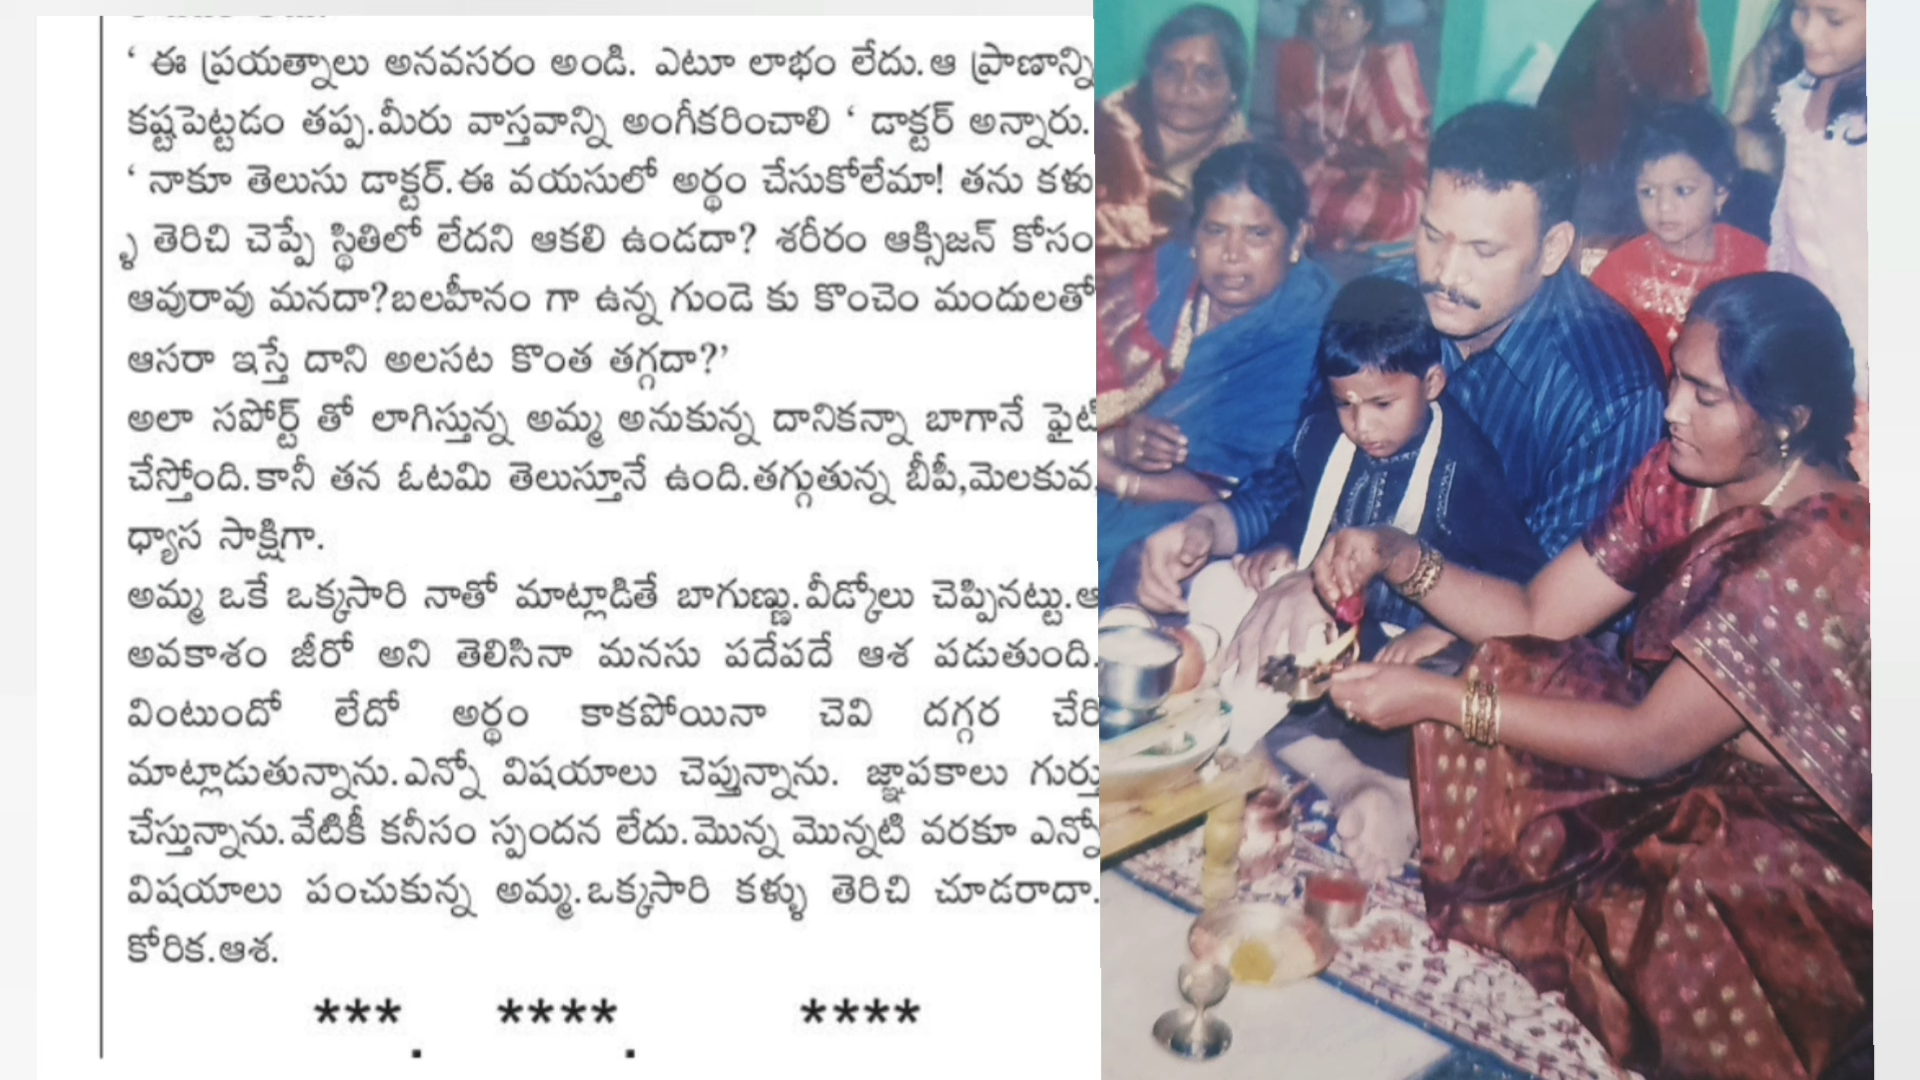 ‘ ఈ ప్రయత్నాలు అనవసరం అండి. ఎటూ లాభం లేదు.ఆ ప్రాణాన్ని
కష్టపెట్టడం తప్ప.మీరు వాస్తవాన్ని అంగీకరించాలి ‘ డాక్టర్ అన్నారు.
‘ నాకూ తెలుసు డాక్టర్.ఈ వయసులో అర్థం చేసుకోలేమా! తను కళు
్ళ తెరిచి చెప్పే స్థితిలో లేదని ఆకలి ఉండదా? శరీరం ఆక్సిజన్ కోసం
ఆవురావు మనదా?బలహీనం గా ఉన్న గుండె కు కొంచెం మందులతో
ఆసరా ఇస్తే దాని అలసట కొంత తగ్గదా?’
అలా సపోర్ట్ తో లాగిస్తున్న అమ్మ అనుకున్న దానికన్నా బాగానే ఫైట్
చేస్తోంది.కానీ తన ఓటమి తెలుస్తూనే ఉంది.తగ్గుతున్న బీపీ,మెలకువ,
ధ్యాస సాక్షిగా.
అమ్మ ఒకే ఒక్కసారి నాతో మాట్లాడితే బాగుణ్ణు.వీడ్కోలు చెప్పినట్టు.ఆ
అవకాశం జీరో అని తెలిసినా మనసు పదేపదే ఆశ పడుతుంది.
వింటుందో లేదో అర్థం కాకపోయినా చెవి దగ్గర చేరి
మాట్లాడుతున్నాను.ఎన్నో విషయాలు చెప్తున్నాను. జ్ఞాపకాలు గుర్తు
చేస్తున్నాను.వేటికీ కనీసం స్పందన లేదు.మొన్న మొన్నటి వరకూ ఎన్నో
విషయాలు పంచుకున్న అమ్మ.ఒక్కసారి కళ్ళు తెరిచి చూడరాదా.
కోరిక.ఆశ.
***. ****. ****